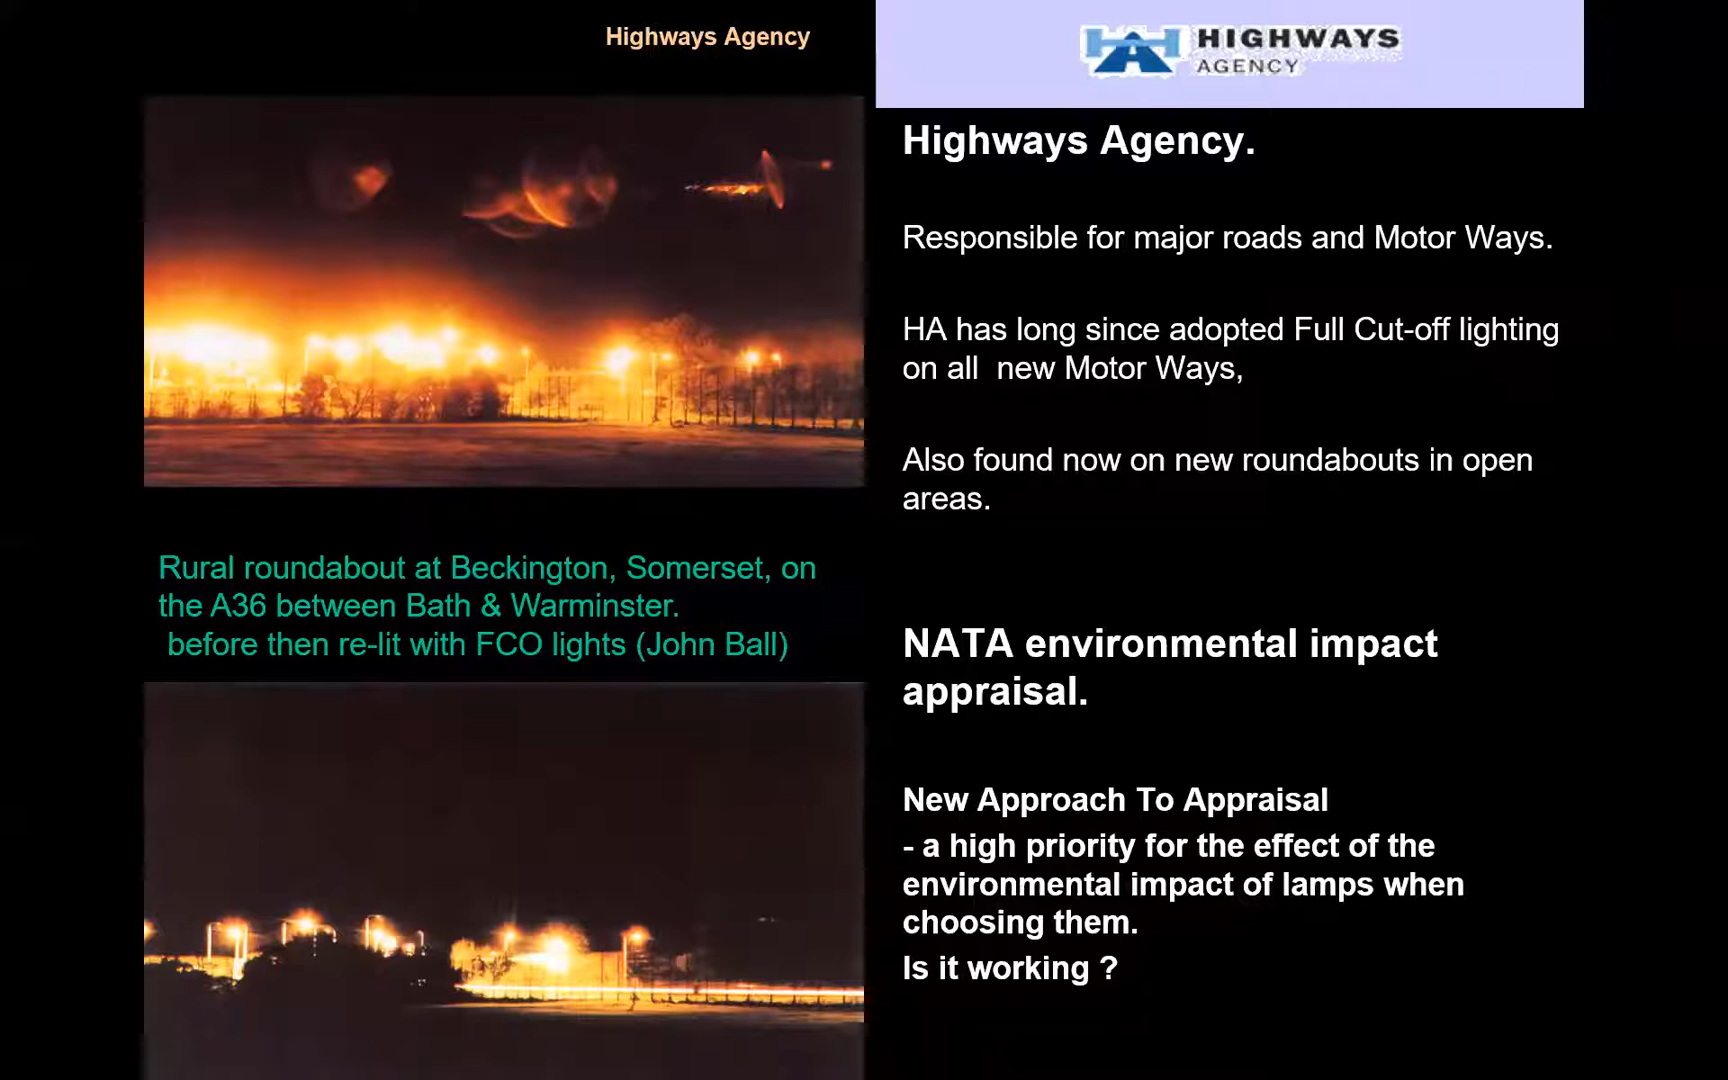 Highways Agency
HIGHWAYS
AGENCY
Highways Agency.
Responsible for major roads and Motor Ways.
HA has long since adopted Full Cut-off lighting
on all  new Motor Ways,
Also found now on new roundabouts in open
areas.
Rural roundabout at Beckington, Somerset, on
the A36 between Bath & Warminster.
before then re-lit with FCO lights (John Ball)
NATA environmental impact
appraisal.
New Approach To Appraisal
- a high priority for the effect of the
environmental impact of lamps when
choosing them.
Is it working ?